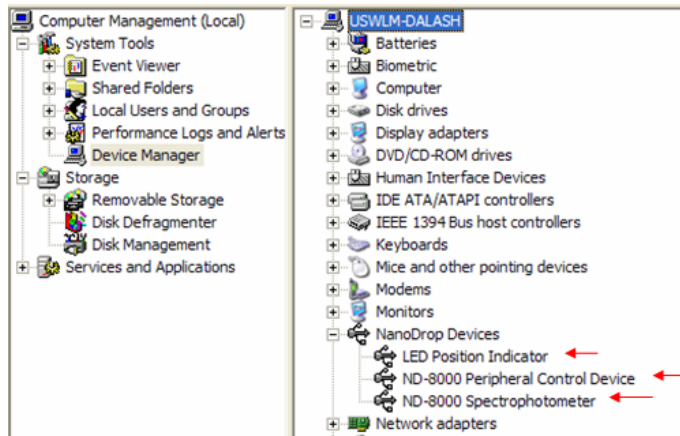 Computer Management (Local)
System Tools
Event Viewer
Shared Folders
Local Users and Groups
Performance Logs and Alerts
Device Manager
Storage
Removable Storage
Disk Defragmenter
Disk Management
Services and Applications
USWLM-DALASH
Batteries
Biometric
Computer
Disk drives
Display adapters
DVD/CD-ROM drives
Human Interface Devices
IDE ATA/ATAPI controllers
IEEE 1394 Bus host controllers
Keyboards
Mice and other pointing devices
Modems
Monitors
NanoDrop Devices
LED Position Indicator
ND-8000 Peripheral Control Device
ND-8000 Spectrophotometer
Network adapters